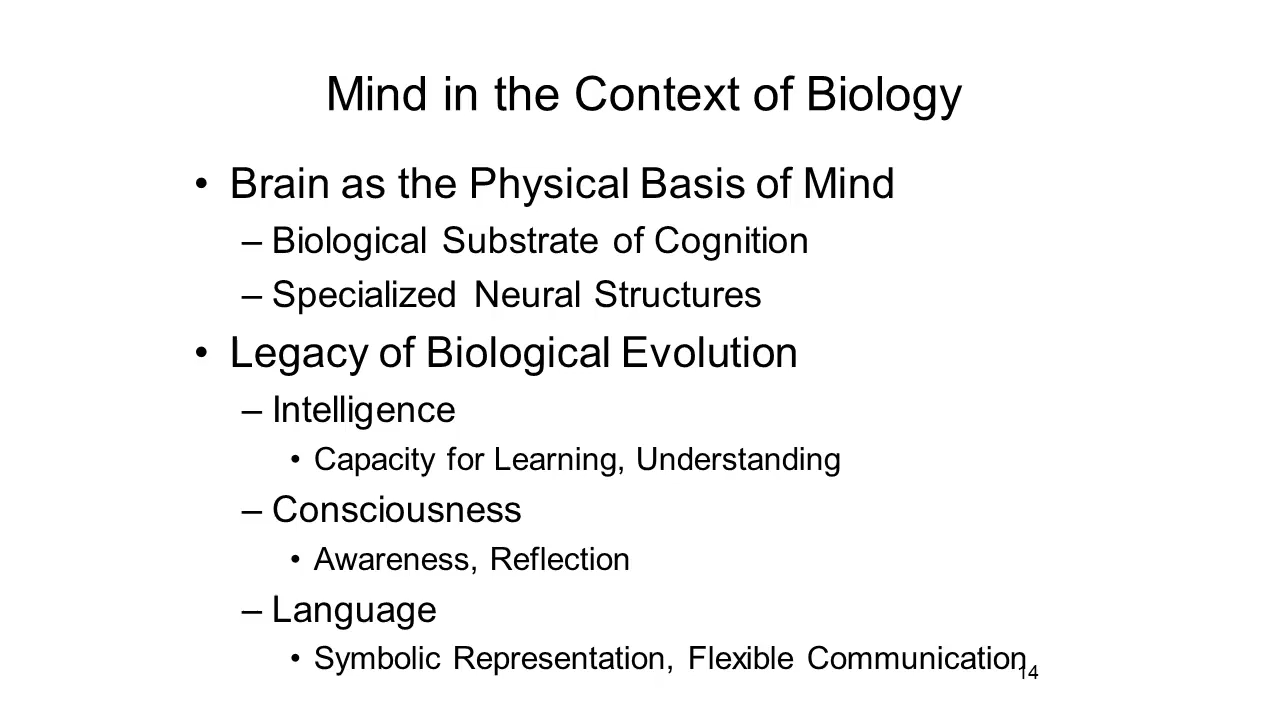 Mind in the Context of Biology
• Brain as the Physical Basis of Mind
– Biological Substrate of Cognition
– Specialized Neural Structures
• Legacy of Biological Evolution
– Intelligence
• Capacity for Learning, Understanding
– Consciousness
• Awareness, Reflection
– Language
• Symbolic Representation, Flexible Communication
14